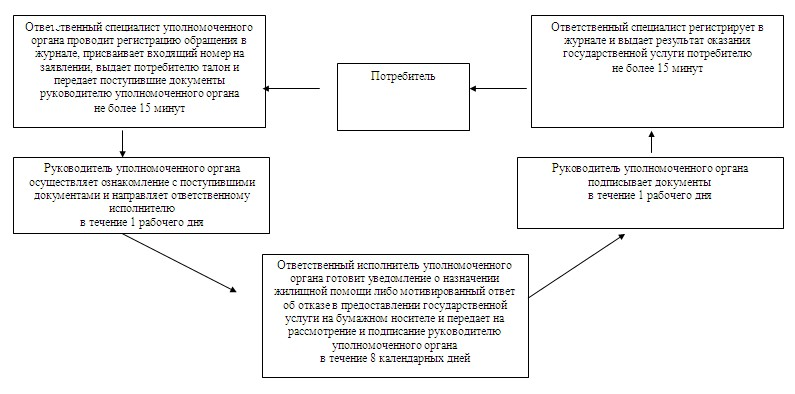 Ответственный специалист уполномоченного
органа проводит регистрацию обращения в
журнале, присваивает входящий номер на
заявлении, выдает потребителю талон и
передает поступившие документы
руководителю уполномоченного органа
не более 15 минут
Потребитель
Ответственный специалист регистрирует в
журнале и выдает результат оказания
государственной услуги потребителю
не более 15 минут
Руководитель уполномоченного органа
осуществляет ознакомление с поступившими
документами и направляет ответственному
исполнителю
в течение 1 рабочего дня
Руководитель уполномоченного органа
подписывает документы
в течение 1 рабочего дня
Ответственный исполнитель уполномоченного
органа готовит уведомление о назначении
жилищной помощи либо мотивированный ответ
об отказе в предоставлении государственной
услуги на бумажном носителе и передает на
рассмотрение и подписание руководителю
уполномоченного органа
в течение 8 календарных дней